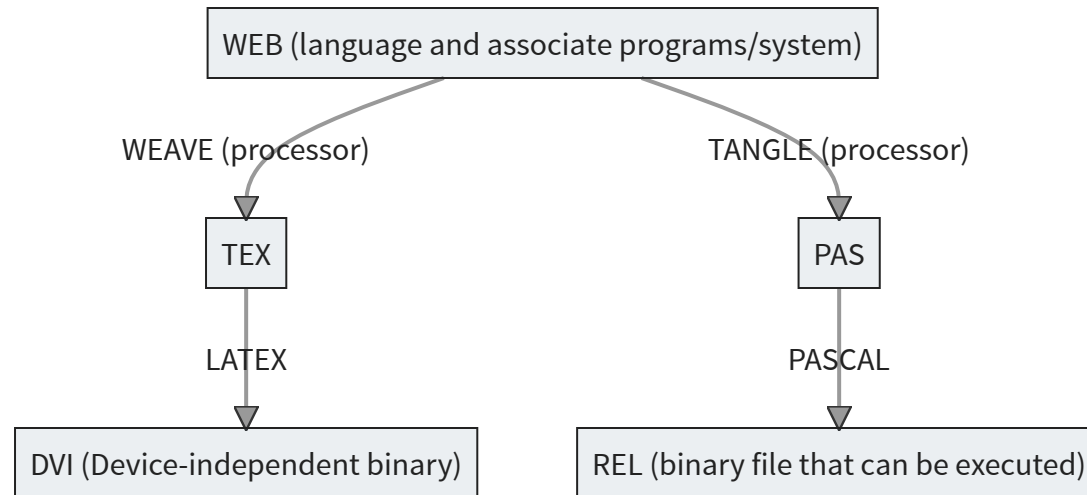 WEB (language and associate programs/system)
WEAVE (processor)
TANGLE (processor)
TEX
PAS
LATEX
PASCAL
DVI (Device-independent binary)
REL (binary file that can be executed)